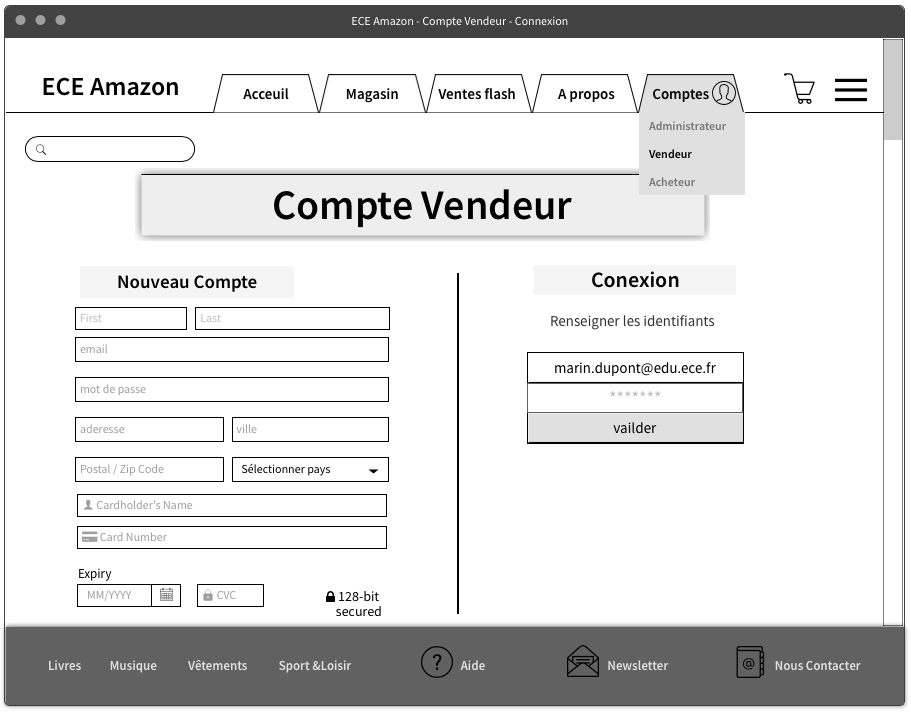 ECE Amazon - Compte Vendeur - Connexion
ECE Amazon
Acceuil
Magasin
Ventes flash
A propos
Comptes
Administrateur
Vendeur
Acheteur
Compte Vendeur
Nouveau Compte
First
Last
email
mot de passe
aderesse
ville
Postal / Zip Code
Sélectionner pays
Cardholder's Name
Card Number
Expiry
MM/YYYY
CVC
128-bit
secured
Conexion
Renseigner les identifiants
marin.dupont@edu.ece.fr
*******
vailder
Livres
Musique
Vêtements
Sport &Loisir
? Aide
Newsletter
@ Nous Contacter